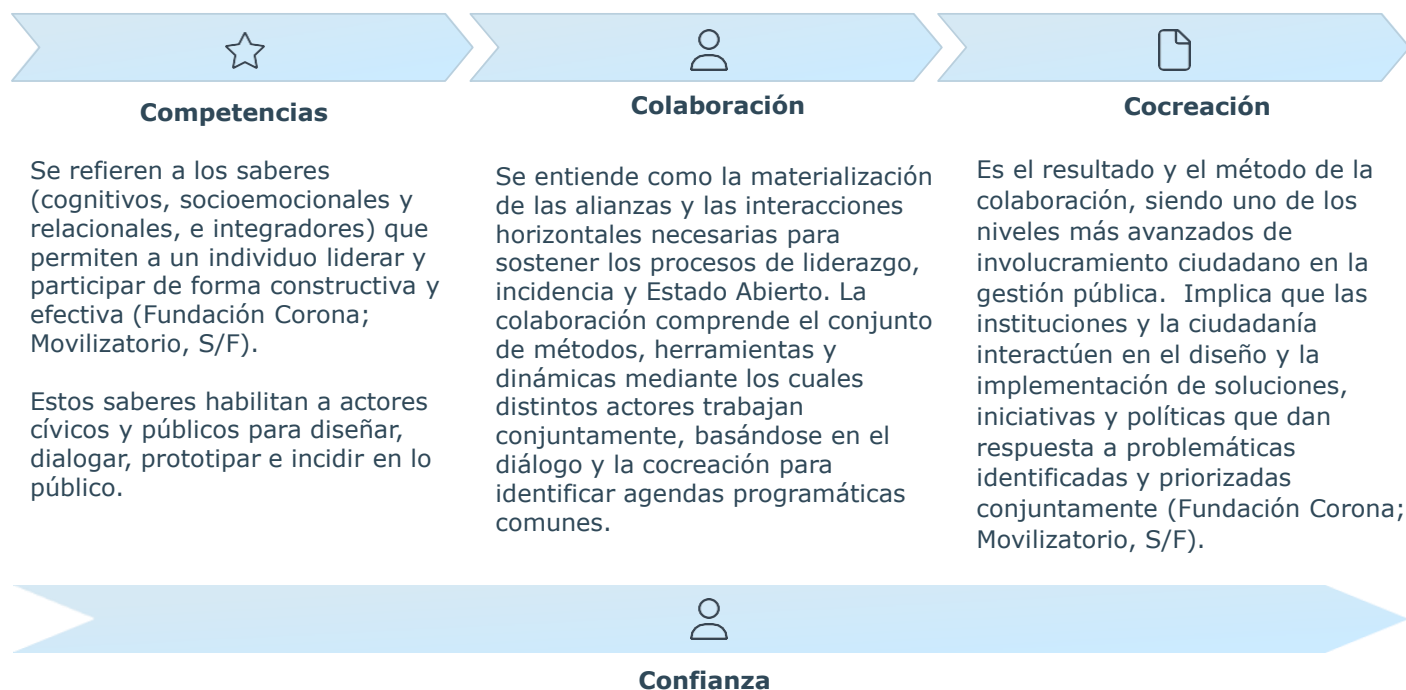 Competencias
Se refieren a los saberes
(cognitivos, socioemocionales y
relacionales, e integradores) que
permiten a un individuo liderar y
participar de forma constructiva y
efectiva (Fundación Corona;
Movilizatorio, S/F).
Estos saberes habilitan a actores
cívicos y públicos para diseñar,
dialogar, prototipar e incidir en lo
público.
Colaboración
Se entiende como la materialización
de las alianzas y las interacciones
horizontales necesarias para
sostener los procesos de liderazgo,
incidencia y Estado Abierto. La
colaboración comprende el conjunto
de métodos, herramientas y
dinámicas mediante los cuales
distintos actores trabajan
conjuntamente, basándose en el
diálogo y la cocreación para
identificar agendas programáticas
comunes.
Cocreación
Es el resultado y el método de la
colaboración, siendo uno de los
niveles más avanzados de
involucramiento ciudadano en la
gestión pública.  Implica que las
instituciones y la ciudadanía
interactúen en el diseño y la
implementación de soluciones,
iniciativas y políticas que dan
respuesta a problemáticas
identificadas y priorizadas
conjuntamente (Fundación Corona;
Movilizatorio, S/F).
Confianza